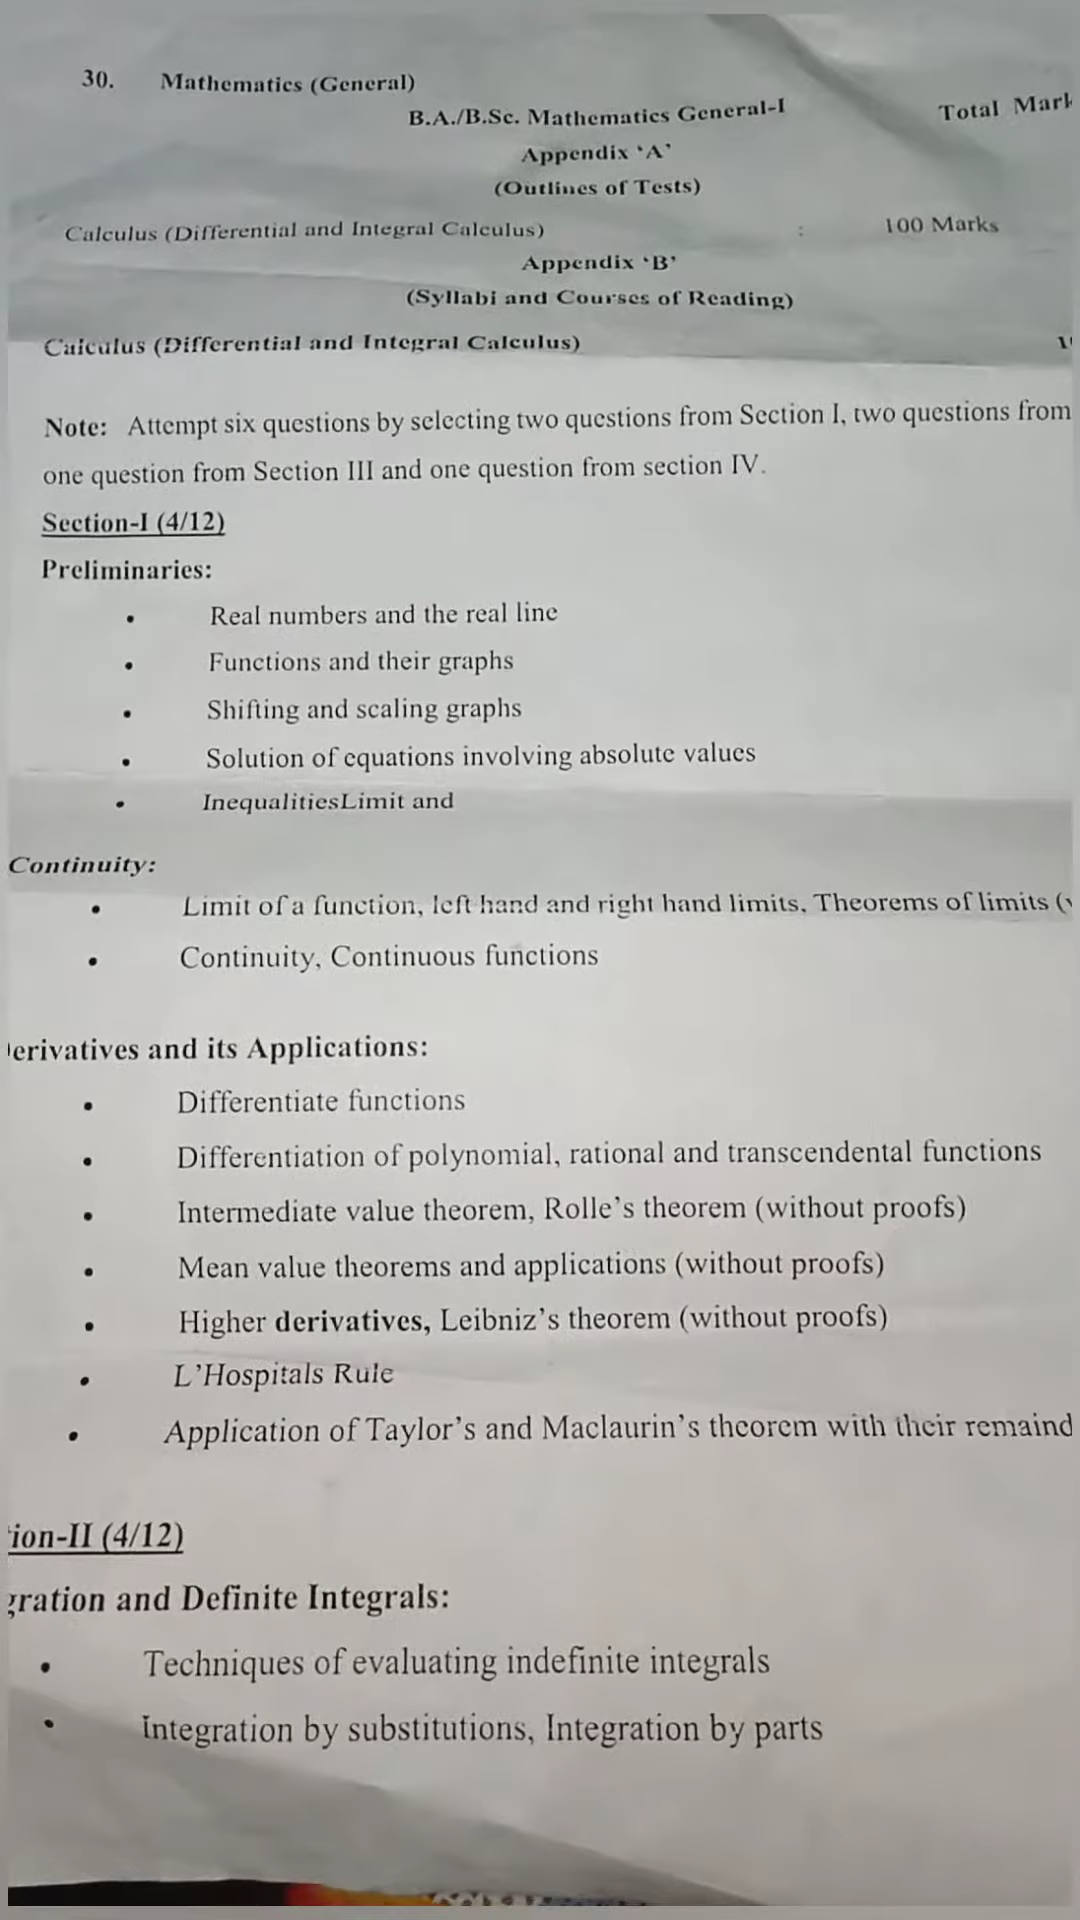 30. Mathematics (General)
B.A./B.Sc. Mathematics General-I Total Mark
Appendix ‘A’
(Outlines of Tests)
Calculus (Differential and Integral Calculus) : 100 Marks
Appendix ‘B’
(Syllabi and Courses of Reading)
Calculus (Differential and Integral Calculus)
Note: Attempt six questions by selecting two questions from Section I, two questions from
one question from Section III and one question from section IV.
Section-I (4/12)
Preliminaries:
• Real numbers and the real line
• Functions and their graphs
• Shifting and scaling graphs
• Solution of equations involving absolute values
• InequalitiesLimit and
Continuity:
• Limit of a function, left hand and right hand limits, Theorems of limits (
• Continuity, Continuous functions
erivatives and its Applications:
• Differentiate functions
• Differentiation of polynomial, rational and transcendental functions
• Intermediate value theorem, Rolle’s theorem (without proofs)
• Mean value theorems and applications (without proofs)
• Higher derivatives, Leibniz’s theorem (without proofs)
• L’Hospitals Rule
• Application of Taylor’s and Maclaurin’s theorem with their remaind
ion-II (4/12)
gration and Definite Integrals:
• Techniques of evaluating indefinite integrals
• Integration by substitutions, Integration by parts